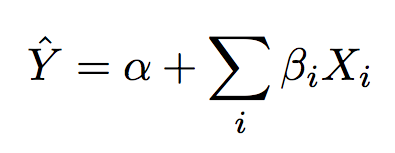 Ŷ = α + ∑ᵢ βᵢXᵢ